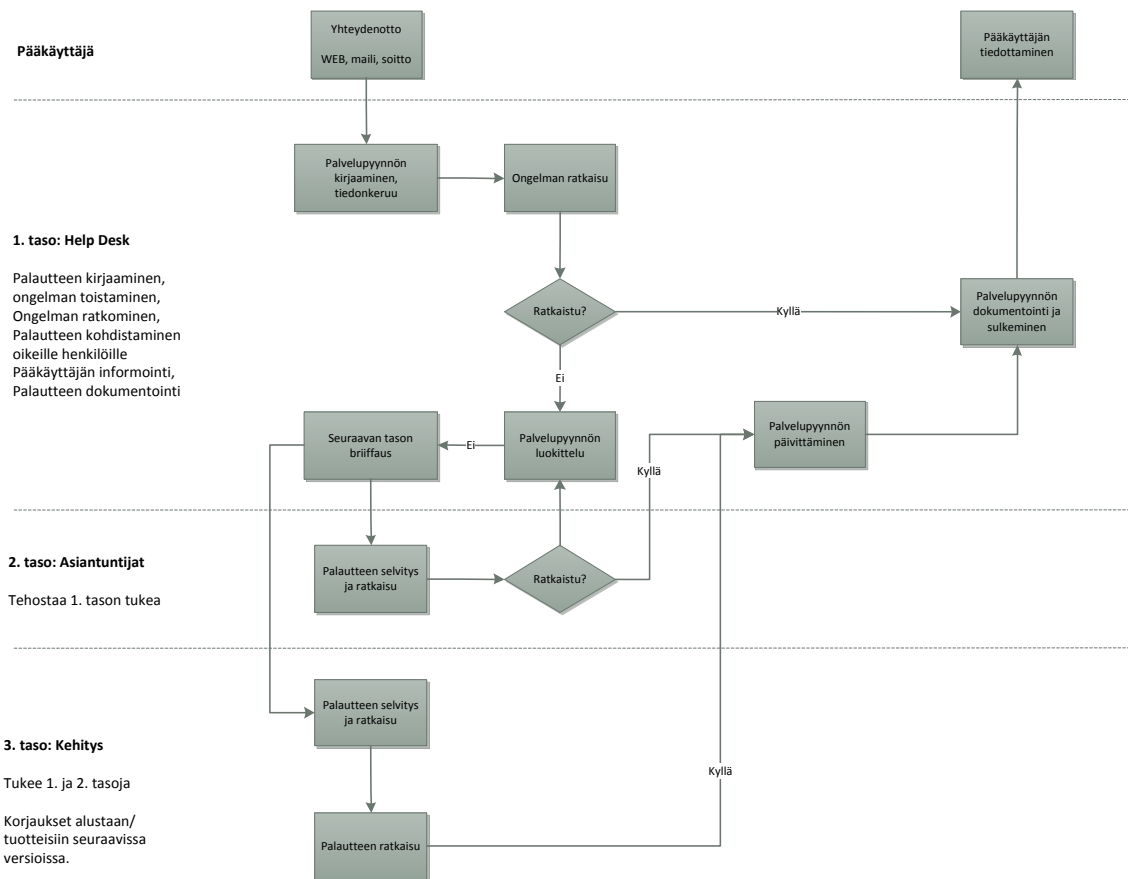 Pääkäyttäjä
Yhteydenotto
WEB, maili, soitto
Pääkäyttäjän
tiedottaminen
Palvelupyynnön
kirjaaminen,
tiedonkeruu
Ongelman ratkaisu
1. taso: Help Desk
Palautteen kirjaaminen,
ongelman toistaminen,
Ongelman ratkominen,
Palautteen kohdistaminen
oikeille henkilöille
Pääkäyttäjän informointi,
Palautteen dokumentointi
Ratkaistu?
Kyllä
Palvelupyynnön
dokumentointi ja
sulkeminen
Ei
Seuraavan tason
briiffaus
Ei
Palvelupyynnön
luokittelu
Palvelupyynnön
päivittäminen
Kyllä
2. taso: Asiantuntijat
Tehostaa 1. tason tukea
Palautteen selvitys
ja ratkaisu
Ratkaistu?
Palautteen selvitys
ja ratkaisu
3. taso: Kehitys
Tukee 1. ja 2. tasoja
Korjaukset alustaan/
tuotteisiin seuraavissa
versioissa.
Kyllä
Palautteen ratkaisu